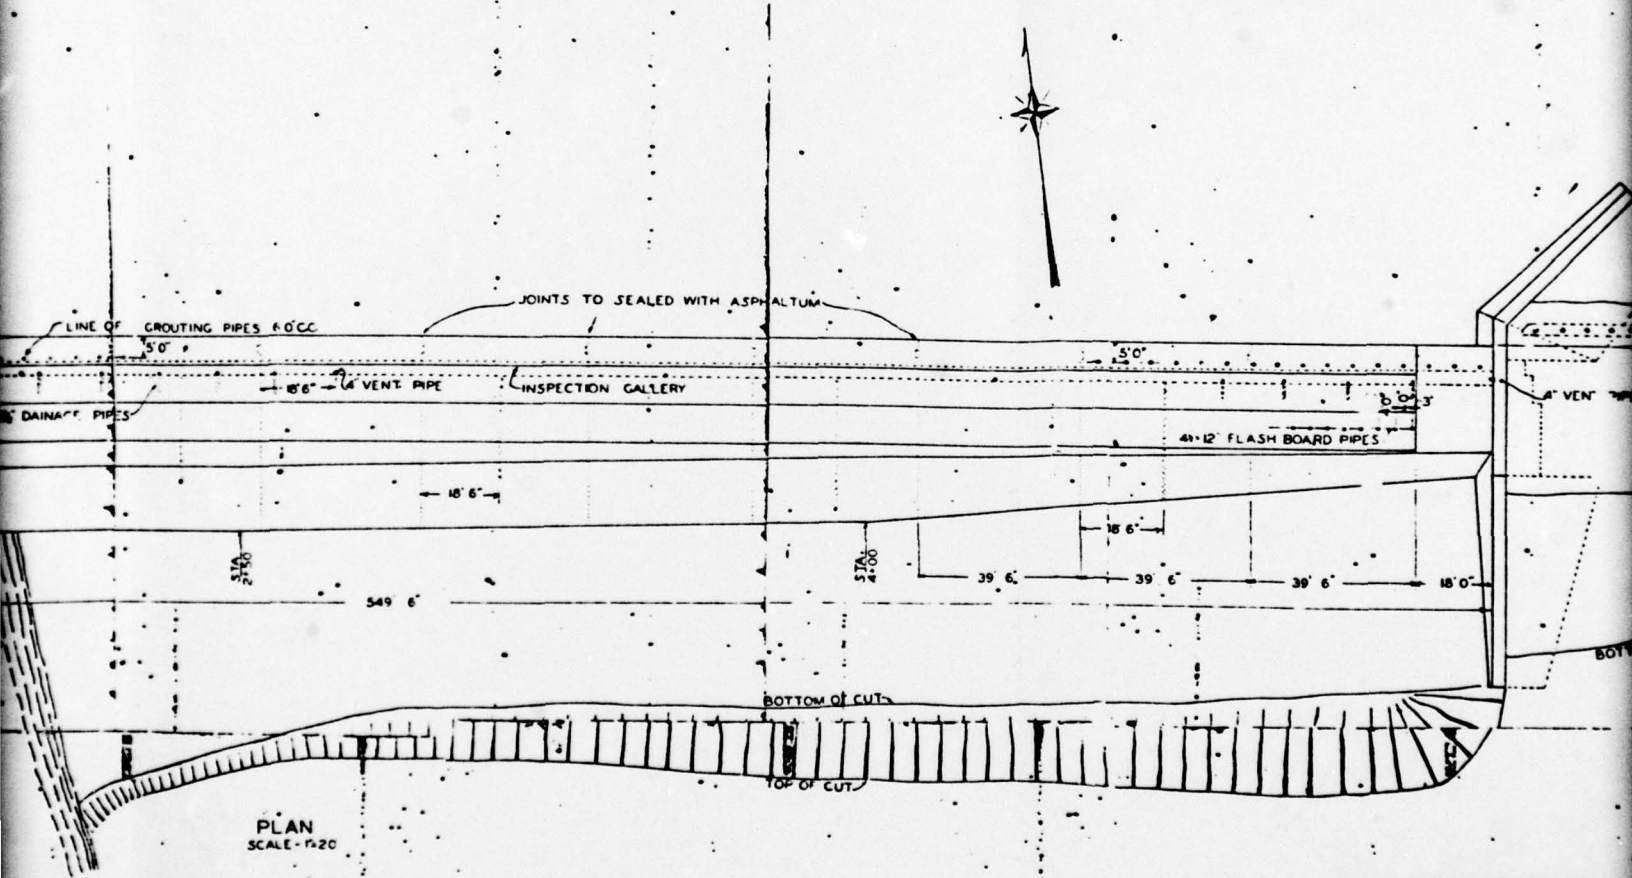 JOINTS TO SEALED WITH ASPHALTUM
LINE OF GROUTING PIPES 6'0"CC
5'0"
5'0"
18'6"
4" VENT PIPE
INSPECTION GALLERY
4" VENT
DAINAGE PIPES
3'
41-12" FLASH BOARD PIPES
18' 6"
18' 6"
STA. 2+50
STA. 4+00
39' 6"
39' 6"
39' 6"
18'0"
549' 6"
BOTT
BOTTOM OF CUT
TOP OF CUT
PLAN
SCALE-1"=20'